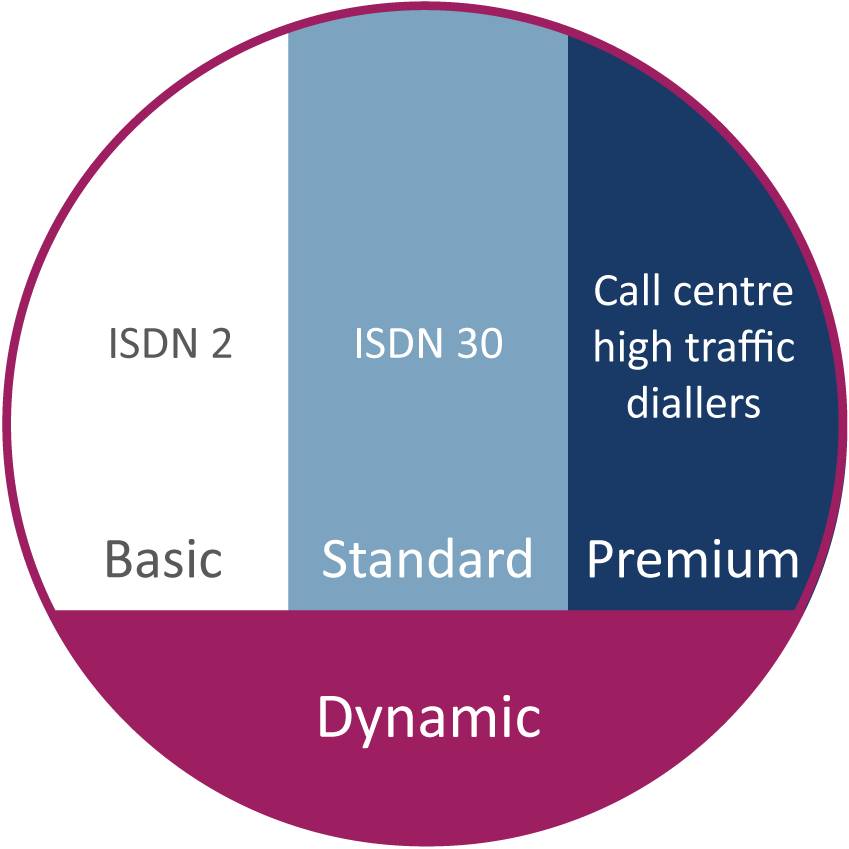 ISDN 2
Basic
ISDN 30
Standard
Call centre
high traffic
diallers
Premium
Dynamic